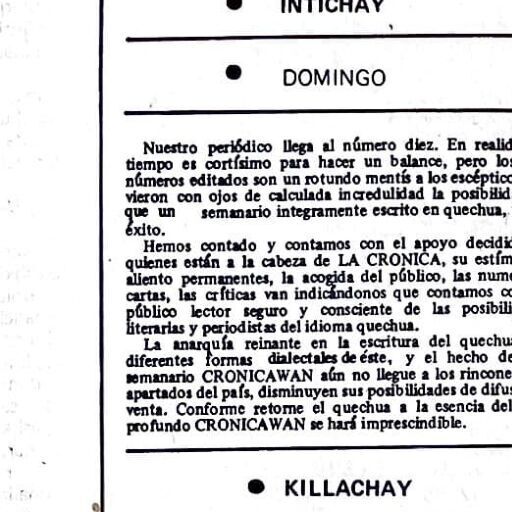 INTICHAY
DOMINGO
Nuestro periódico llega al número diez. En realid
tiempo es cortísimo para hacer un balance, pero los
números editados son un rotundo mentís a los escéptico
vieron con ojos de calculada incredulidad la posibilid
que un semanario integramente escrito en quechua,
éxito.
Hemos contado y contamos con el apoyo decidid
quienes están a la cabeza de LA CRONICA, su estím
aliento permanentes, la acogida del público, las nume
cartas, las críticas van indicándonos que contamos co
público lector seguro y consciente de las posibili
literarias y periodistas del idioma quechua.
La anarquía reinante en la escritura del quechua
diferentes formas dialectales de éste, y el hecho de
semanario CRONICAWAN aún no llegue a los rincone
apartados del país, disminuyen sus posibilidades de difus
venta. Conforme retorne el quechua a la esencia del
profundo CRONICAWAN se hará imprescindible.
KILLACHAY